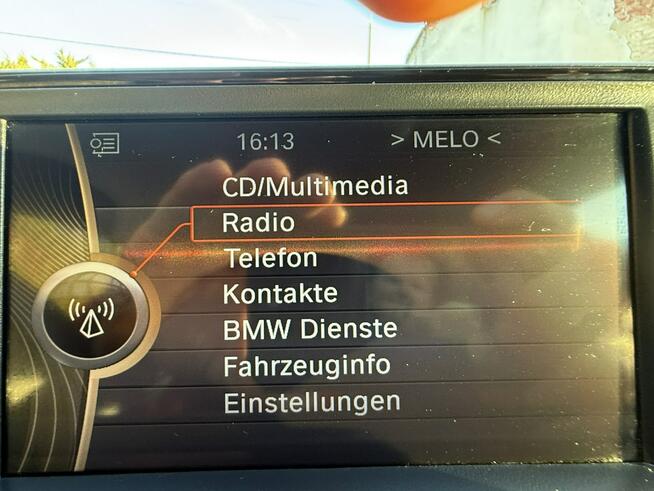 16:13 > MELO <
CD/Multimedia
Radio
Telefon
Kontakte
BMW Dienste
Fahrzeuginfo
Einstellungen